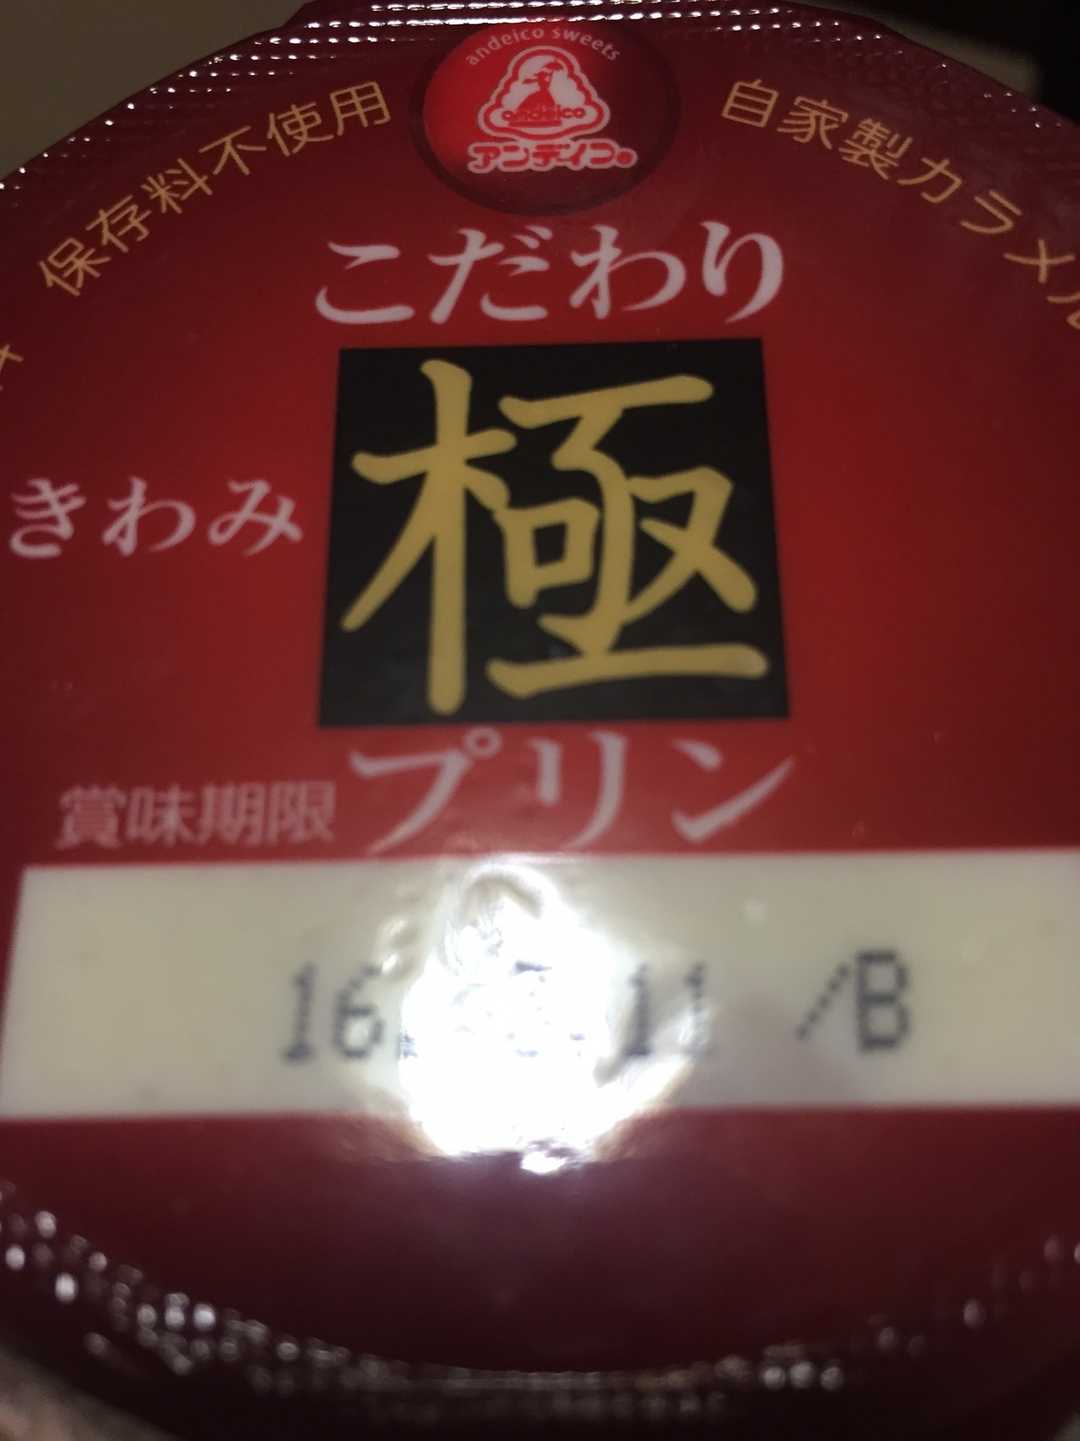 andeico sweets
andeico
アンデイコ
保存料不使用
自家製カラメル
こだわり
極
きわみ
プリン
賞味期限
16
11 /B